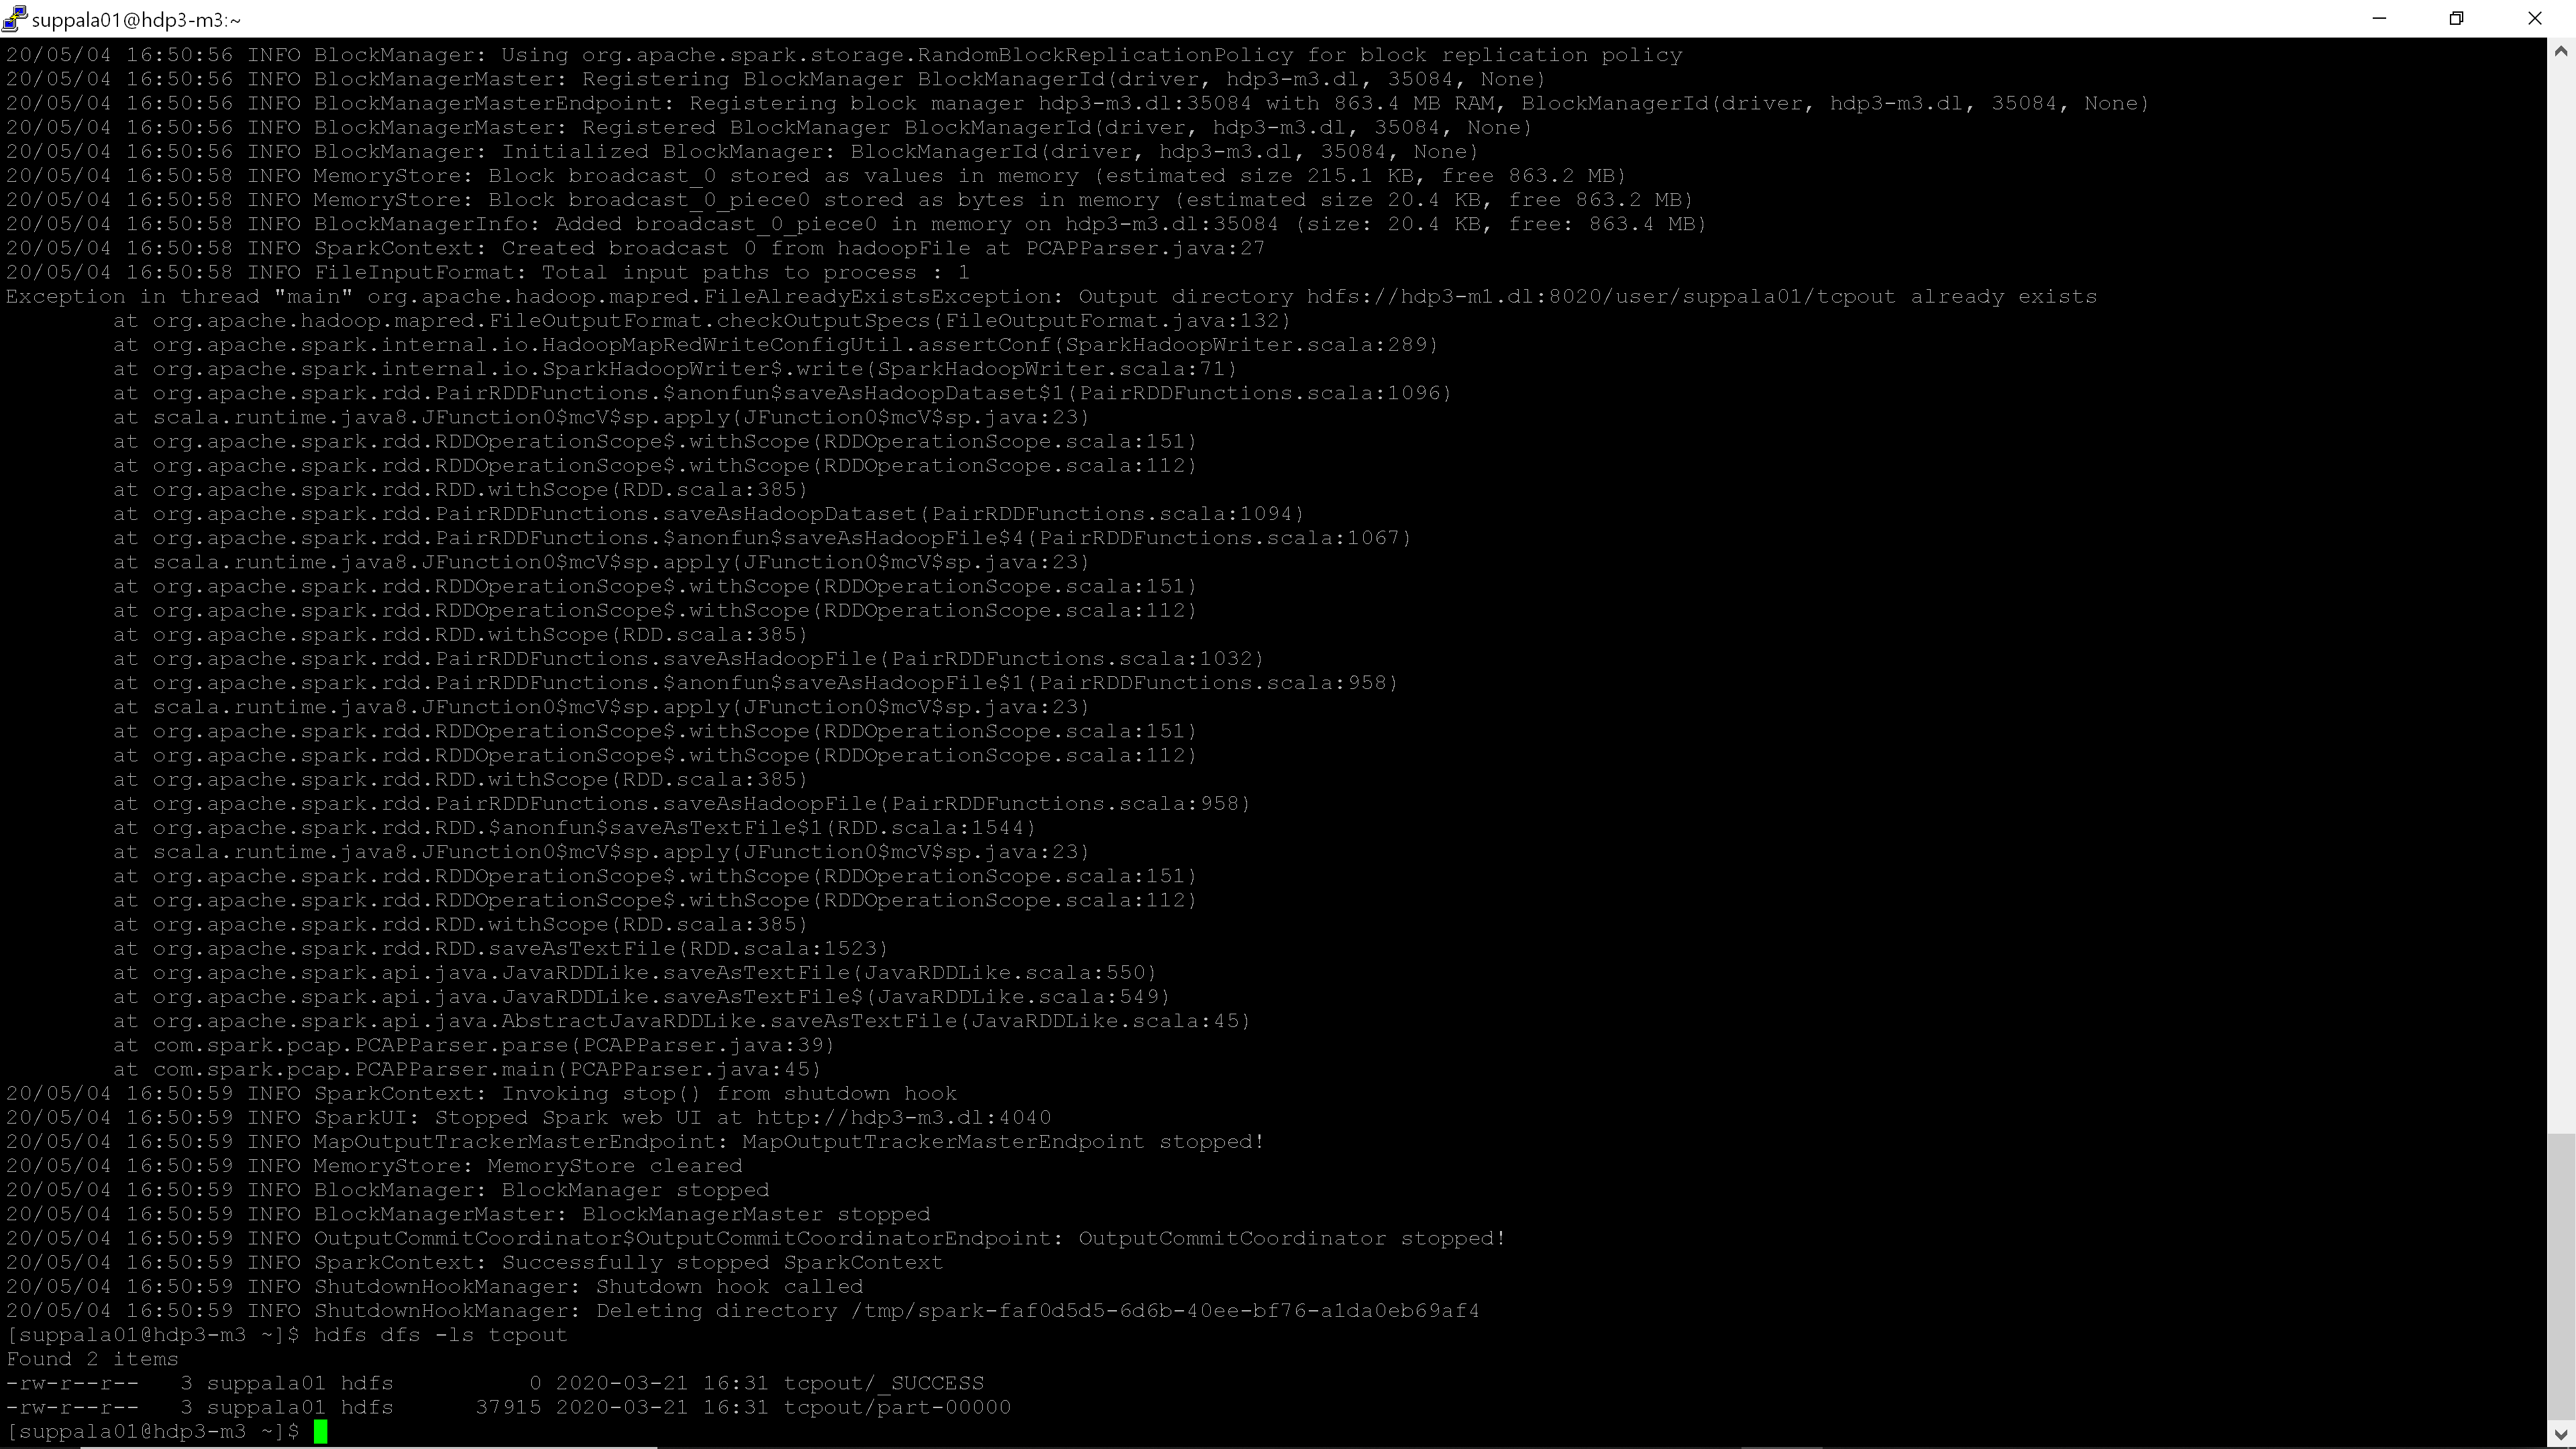 suppala01@hdp3-m3:~
20/05/04 16:50:56 INFO BlockManager: Using org.apache.spark.storage.RandomBlockReplicationPolicy for block replication policy
20/05/04 16:50:56 INFO BlockManagerMaster: Registering BlockManager BlockManagerId(driver, hdp3-m3.dl, 35084, None)
20/05/04 16:50:56 INFO BlockManagerMasterEndpoint: Registering block manager hdp3-m3.dl:35084 with 863.4 MB RAM, BlockManagerId(driver, hdp3-m3.dl, 35084, None)
20/05/04 16:50:56 INFO BlockManagerMaster: Registered BlockManager BlockManagerId(driver, hdp3-m3.dl, 35084, None)
20/05/04 16:50:56 INFO BlockManager: Initialized BlockManager: BlockManagerId(driver, hdp3-m3.dl, 35084, None)
20/05/04 16:50:58 INFO MemoryStore: Block broadcast_0 stored as values in memory (estimated size 215.1 KB, free 863.2 MB)
20/05/04 16:50:58 INFO MemoryStore: Block broadcast_0_piece0 stored as bytes in memory (estimated size 20.4 KB, free 863.2 MB)
20/05/04 16:50:58 INFO BlockManagerInfo: Added broadcast_0_piece0 in memory on hdp3-m3.dl:35084 (size: 20.4 KB, free: 863.4 MB)
20/05/04 16:50:58 INFO SparkContext: Created broadcast 0 from hadoopFile at PCAPParser.java:27
20/05/04 16:50:58 INFO FileInputFormat: Total input paths to process : 1
Exception in thread "main" org.apache.hadoop.mapred.FileAlreadyExistsException: Output directory hdfs://hdp3-m1.dl:8020/user/suppala01/tcpout already exists
        at org.apache.hadoop.mapred.FileOutputFormat.checkOutputSpecs(FileOutputFormat.java:132)
        at org.apache.spark.internal.io.HadoopMapRedWriteConfigUtil.assertConf(SparkHadoopWriter.scala:289)
        at org.apache.spark.internal.io.SparkHadoopWriter$.write(SparkHadoopWriter.scala:71)
        at org.apache.spark.rdd.PairRDDFunctions.$anonfun$saveAsHadoopDataset$1(PairRDDFunctions.scala:1096)
        at scala.runtime.java8.JFunction0$mcV$sp.apply(JFunction0$mcV$sp.java:23)
        at org.apache.spark.rdd.RDDOperationScope$.withScope(RDDOperationScope.scala:151)
        at org.apache.spark.rdd.RDDOperationScope$.withScope(RDDOperationScope.scala:112)
        at org.apache.spark.rdd.RDD.withScope(RDD.scala:385)
        at org.apache.spark.rdd.PairRDDFunctions.saveAsHadoopDataset(PairRDDFunctions.scala:1094)
        at org.apache.spark.rdd.PairRDDFunctions.$anonfun$saveAsHadoopFile$4(PairRDDFunctions.scala:1067)
        at scala.runtime.java8.JFunction0$mcV$sp.apply(JFunction0$mcV$sp.java:23)
        at org.apache.spark.rdd.RDDOperationScope$.withScope(RDDOperationScope.scala:151)
        at org.apache.spark.rdd.RDDOperationScope$.withScope(RDDOperationScope.scala:112)
        at org.apache.spark.rdd.RDD.withScope(RDD.scala:385)
        at org.apache.spark.rdd.PairRDDFunctions.saveAsHadoopFile(PairRDDFunctions.scala:1032)
        at org.apache.spark.rdd.PairRDDFunctions.$anonfun$saveAsHadoopFile$1(PairRDDFunctions.scala:958)
        at scala.runtime.java8.JFunction0$mcV$sp.apply(JFunction0$mcV$sp.java:23)
        at org.apache.spark.rdd.RDDOperationScope$.withScope(RDDOperationScope.scala:151)
        at org.apache.spark.rdd.RDDOperationScope$.withScope(RDDOperationScope.scala:112)
        at org.apache.spark.rdd.RDD.withScope(RDD.scala:385)
        at org.apache.spark.rdd.PairRDDFunctions.saveAsHadoopFile(PairRDDFunctions.scala:958)
        at org.apache.spark.rdd.RDD.$anonfun$saveAsTextFile$1(RDD.scala:1544)
        at scala.runtime.java8.JFunction0$mcV$sp.apply(JFunction0$mcV$sp.java:23)
        at org.apache.spark.rdd.RDDOperationScope$.withScope(RDDOperationScope.scala:151)
        at org.apache.spark.rdd.RDDOperationScope$.withScope(RDDOperationScope.scala:112)
        at org.apache.spark.rdd.RDD.withScope(RDD.scala:385)
        at org.apache.spark.rdd.RDD.saveAsTextFile(RDD.scala:1523)
        at org.apache.spark.api.java.JavaRDDLike.saveAsTextFile(JavaRDDLike.scala:550)
        at org.apache.spark.api.java.JavaRDDLike.saveAsTextFile$(JavaRDDLike.scala:549)
        at org.apache.spark.api.java.AbstractJavaRDDLike.saveAsTextFile(JavaRDDLike.scala:45)
        at com.spark.pcap.PCAPParser.parse(PCAPParser.java:39)
        at com.spark.pcap.PCAPParser.main(PCAPParser.java:45)
20/05/04 16:50:59 INFO SparkContext: Invoking stop() from shutdown hook
20/05/04 16:50:59 INFO SparkUI: Stopped Spark web UI at http://hdp3-m3.dl:4040
20/05/04 16:50:59 INFO MapOutputTrackerMasterEndpoint: MapOutputTrackerMasterEndpoint stopped!
20/05/04 16:50:59 INFO MemoryStore: MemoryStore cleared
20/05/04 16:50:59 INFO BlockManager: BlockManager stopped
20/05/04 16:50:59 INFO BlockManagerMaster: BlockManagerMaster stopped
20/05/04 16:50:59 INFO OutputCommitCoordinator$OutputCommitCoordinatorEndpoint: OutputCommitCoordinator stopped!
20/05/04 16:50:59 INFO SparkContext: Successfully stopped SparkContext
20/05/04 16:50:59 INFO ShutdownHookManager: Shutdown hook called
20/05/04 16:50:59 INFO ShutdownHookManager: Deleting directory /tmp/spark-faf0d5d5-6d6b-40ee-bf76-a1da0eb69af4
[suppala01@hdp3-m3 ~]$ hdfs dfs -ls tcpout
Found 2 items
-rw-r--r--   3 suppala01 hdfs          0 2020-03-21 16:31 tcpout/_SUCCESS
-rw-r--r--   3 suppala01 hdfs      37915 2020-03-21 16:31 tcpout/part-00000
[suppala01@hdp3-m3 ~]$